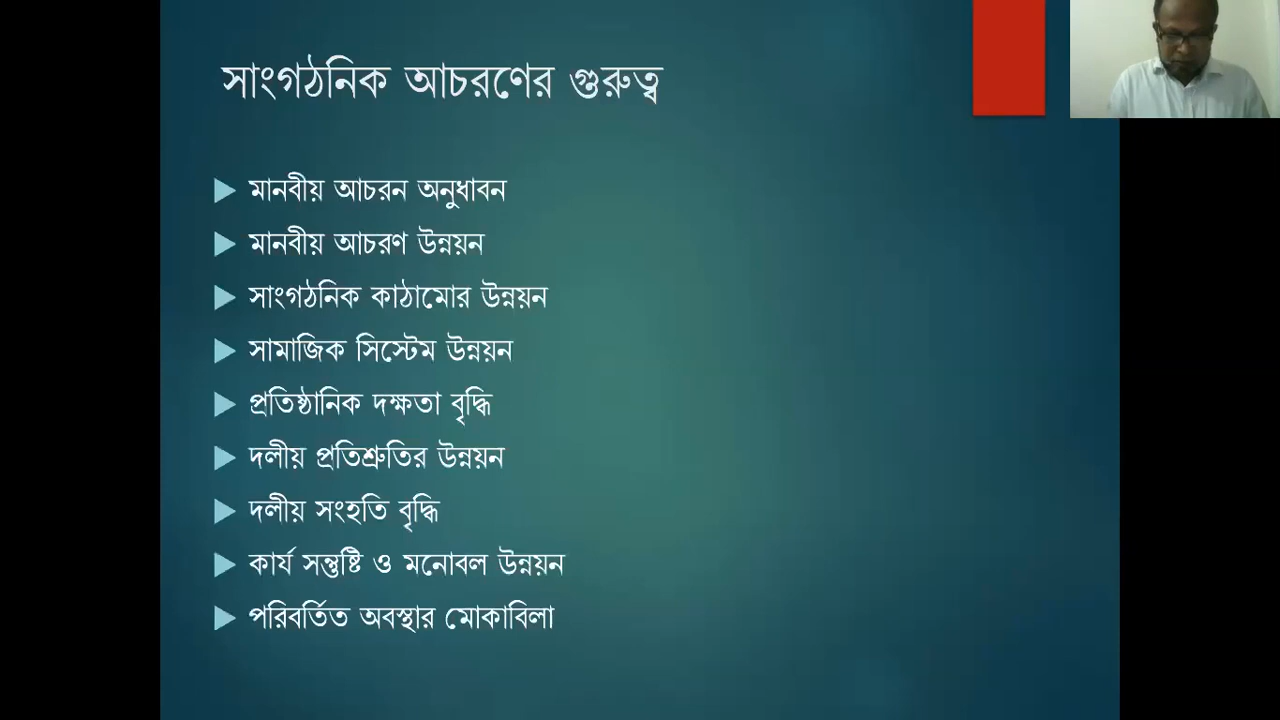 সাংগঠনিক আচরণের গুরুত্ব
মানবীয় আচরন অনুধাবন
মানবীয় আচরণ উন্নয়ন
সাংগঠনিক কাঠামোর উন্নয়ন
সামাজিক সিস্টেম উন্নয়ন
প্রতিষ্ঠানিক দক্ষতা বৃদ্ধি
দলীয় প্রতিশ্রুতির উন্নয়ন
দলীয় সংহতি বৃদ্ধি
কার্য সন্তুষ্টি ও মনোবল উন্নয়ন
পরিবর্তিত অবস্থার মোকাবিলা